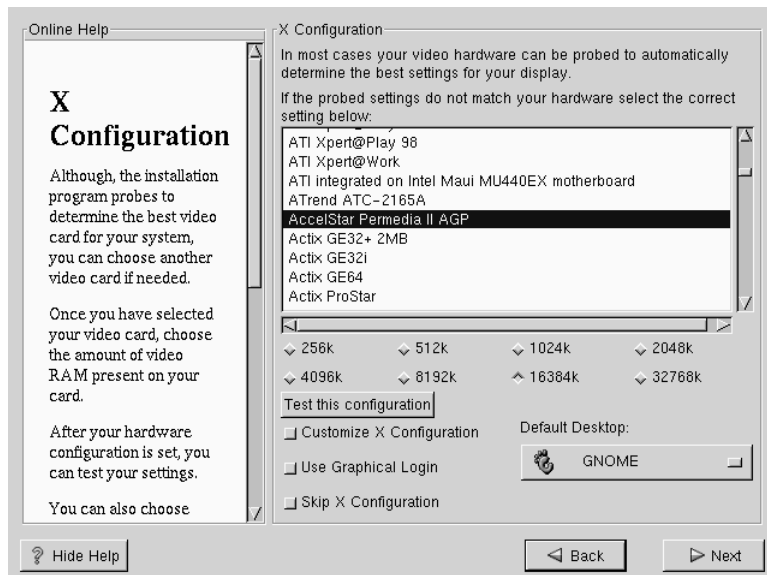 Online Help
X
Configuration
Although, the installation
program probes to
determine the best video
card for your system,
you can choose another
video card if needed.
Once you have selected
your video card, choose
the amount of video
RAM present on your
card.
After your hardware
configuration is set, you
can test your settings.
You can also choose
X Configuration
In most cases your video hardware can be probed to automatically
determine the best settings for your display.
If the probed settings do not match your hardware select the correct
setting below:
ATI Xpert@Play 98
ATI Xpert@Work
ATI integrated on Intel Maui MU440EX motherboard
ATrend ATC-2165A
AccelStar Permedia II AGP
Actix GE32+ 2MB
Actix GE32i
Actix GE64
Actix ProStar
256k 512k 1024k 2048k
4096k 8192k 16384k 32768k
Test this configuration
Customize X Configuration
Use Graphical Login
Skip X Configuration
Default Desktop:
GNOME
Hide Help
Back
Next